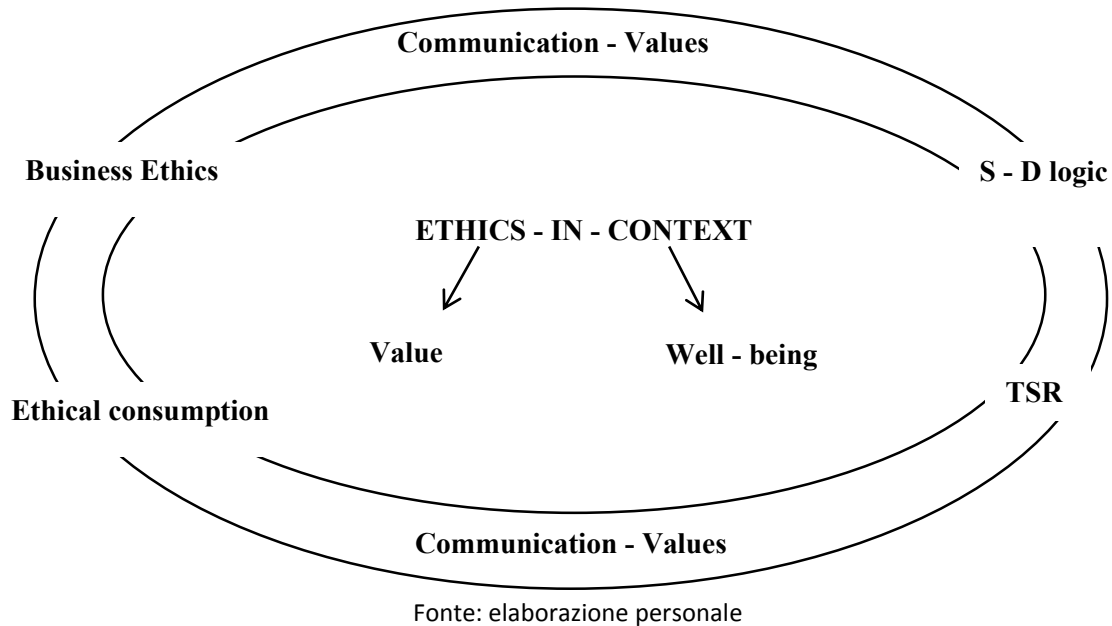 Communication - Values
Business Ethics
S - D logic
ETHICS - IN - CONTEXT
Value
Well - being
Ethical consumption
TSR
Communication - Values
Fonte: elaborazione personale